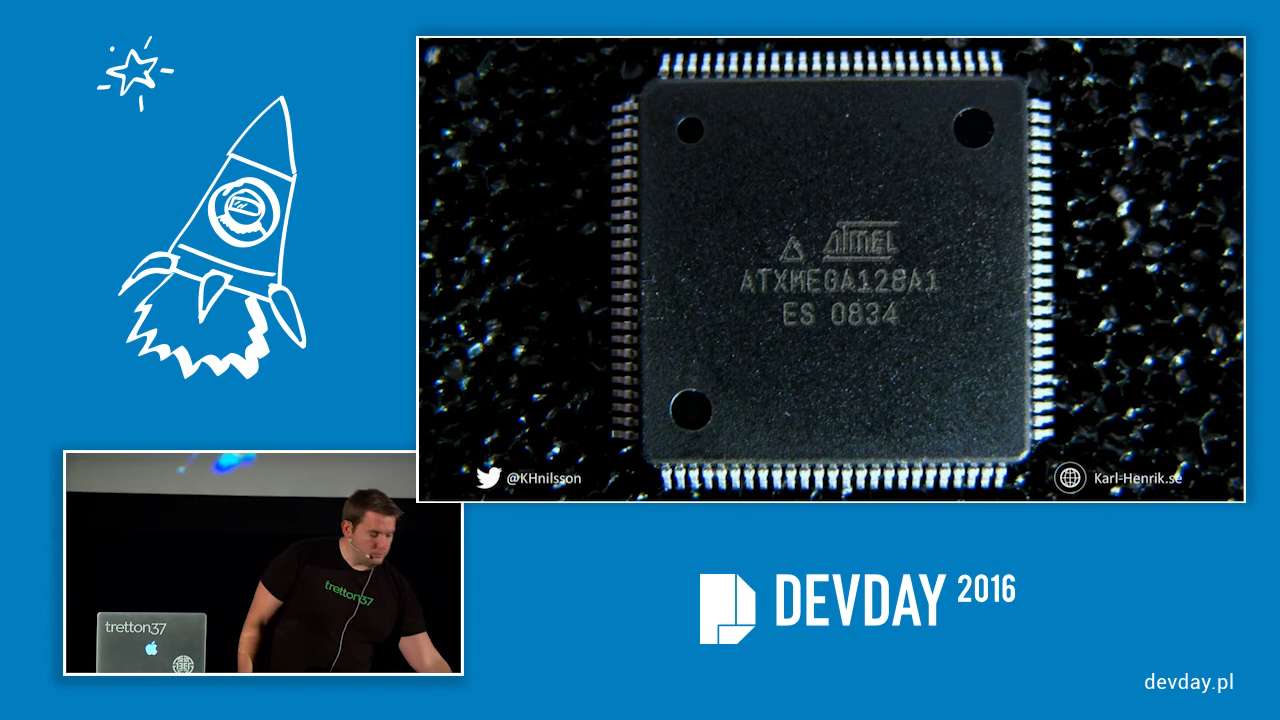 ATMEL
ATXMEGA128A1
ES 0834
@KHnilsson
Karl-Henrik.se
tretton37
tretton37
DEVDAY 2016
devday.pl